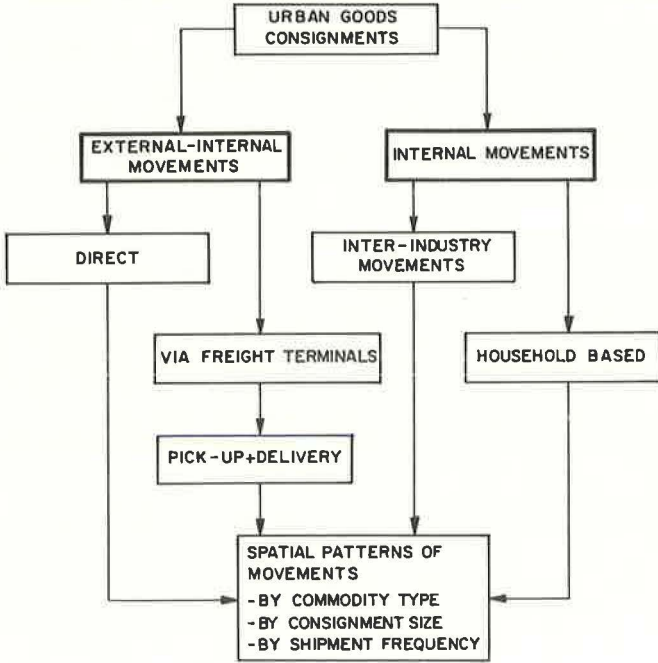 URBAN GOODS
CONSIGNMENTS
EXTERNAL-INTERNAL
MOVEMENTS
INTERNAL MOVEMENTS
DIRECT
INTER-INDUSTRY
MOVEMENTS
VIA FREIGHT TERMINALS
HOUSEHOLD BASED
PICK-UP+DELIVERY
SPATIAL PATTERNS OF
MOVEMENTS
-BY COMMODITY TYPE
-BY CONSIGNMENT SIZE
-BY SHIPMENT FREQUENCY